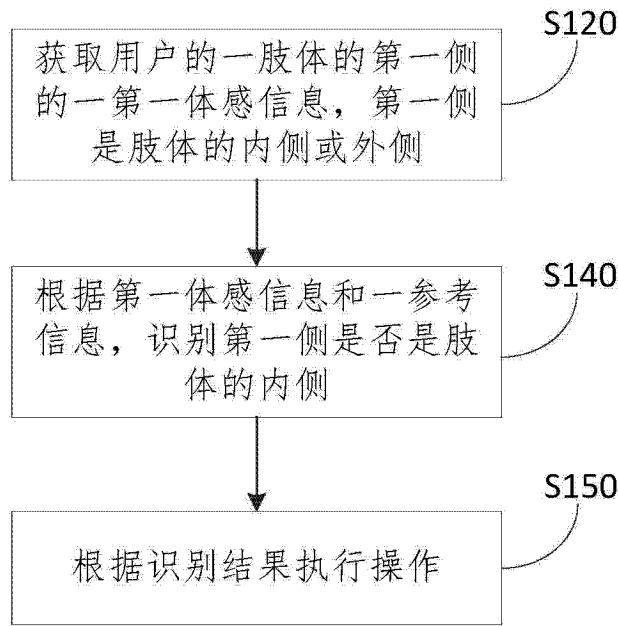 S120
获取用户的一肢体的第一侧
的一第一体感信息，第一侧
是肢体的内侧或外侧
S140
根据第一体感信息和一参考
信息，识别第一侧是否是肢
体的内侧
S150
根据识别结果执行操作